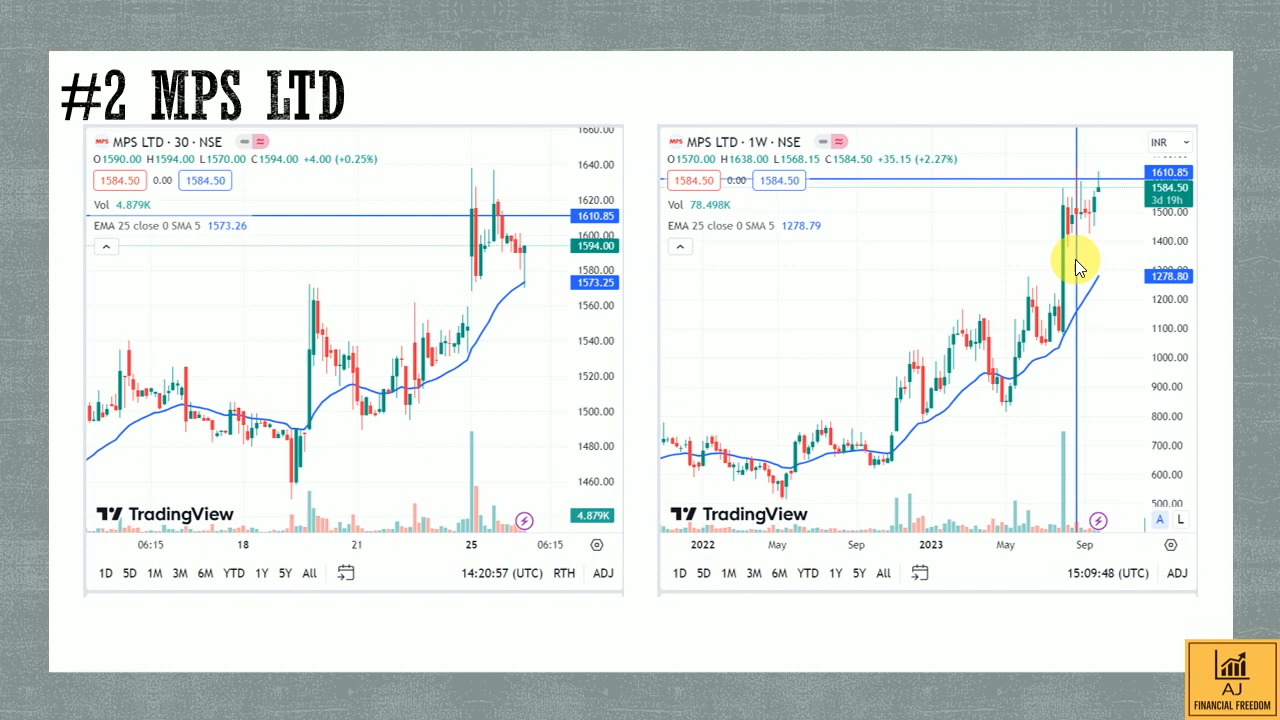 #2 MPS LTD
MPS MPS LTD · 30 · NSE
O1590.00 H1594.00 L1570.00 C1594.00 +4.00 (+0.25%)
1584.50 0.00 1584.50
Vol 4.879K
EMA 25 close 0 SMA 5 1573.26
1660.00
1640.00
1620.00
1610.85
1600.00
1594.00
1580.00
1573.25
1560.00
1540.00
1520.00
1500.00
1480.00
1460.00
4.879K
TradingView
06:15 18 21 25 06:15
1D 5D 1M 3M 6M YTD 1Y 5Y All 14:20:57 (UTC) RTH ADJ
MPS MPS LTD · 1W · NSE
INR
O1570.00 H1638.00 L1568.15 C1584.50 +35.15 (+2.27%)
1584.50 0.00 1584.50
Vol 78.498K
EMA 25 close 0 SMA 5 1278.79
1610.85
1584.50
3d 19h
1500.00
1400.00
1278.80
1200.00
1100.00
1000.00
900.00
800.00
700.00
600.00
500.00
A L
TradingView
2022 May Sep 2023 May Sep
1D 5D 1M 3M 6M YTD 1Y 5Y All 15:09:48 (UTC) ADJ
AJ
FINANCIAL FREEDOM